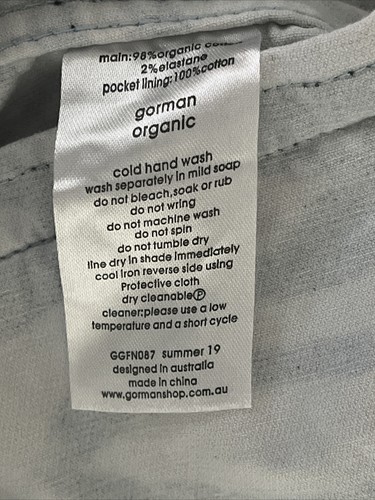 main:98%organic
2%elastane
pocket lining:100%cotton
gorman
organic
cold hand wash
wash separately in mild soap
do not bleach,soak or rub
do not wring
do not machine wash
do not spin
do not tumble dry
line dry in shade immediately
cool iron reverse side using
Protective cloth
dry cleanableⓅ
cleaner:please use a low
temperature and a short cycle
GGFN087 summer 19
designed in australia
made in china
www.gormanshop.com.au